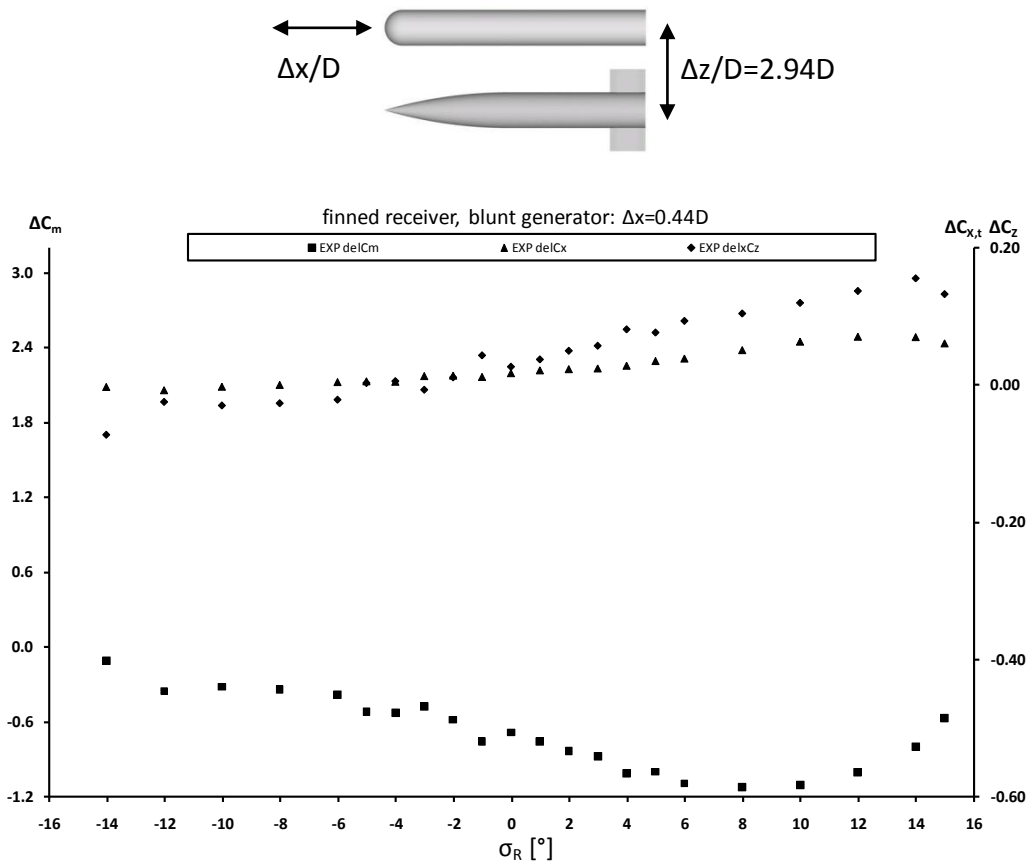 Δx/D
Δz/D=2.94D
finned receiver, blunt generator: Δx=0.44D
ΔCm
ΔCX,t ΔCZ
EXP delCm
EXP delCx
EXP delxCz
3.0
2.4
1.8
1.2
0.6
0.0
-0.6
-1.2
0.20
0.00
-0.20
-0.40
-0.60
-16 -14 -12 -10 -8 -6 -4 -2 0 2 4 6 8 10 12 14 16
σR [°]